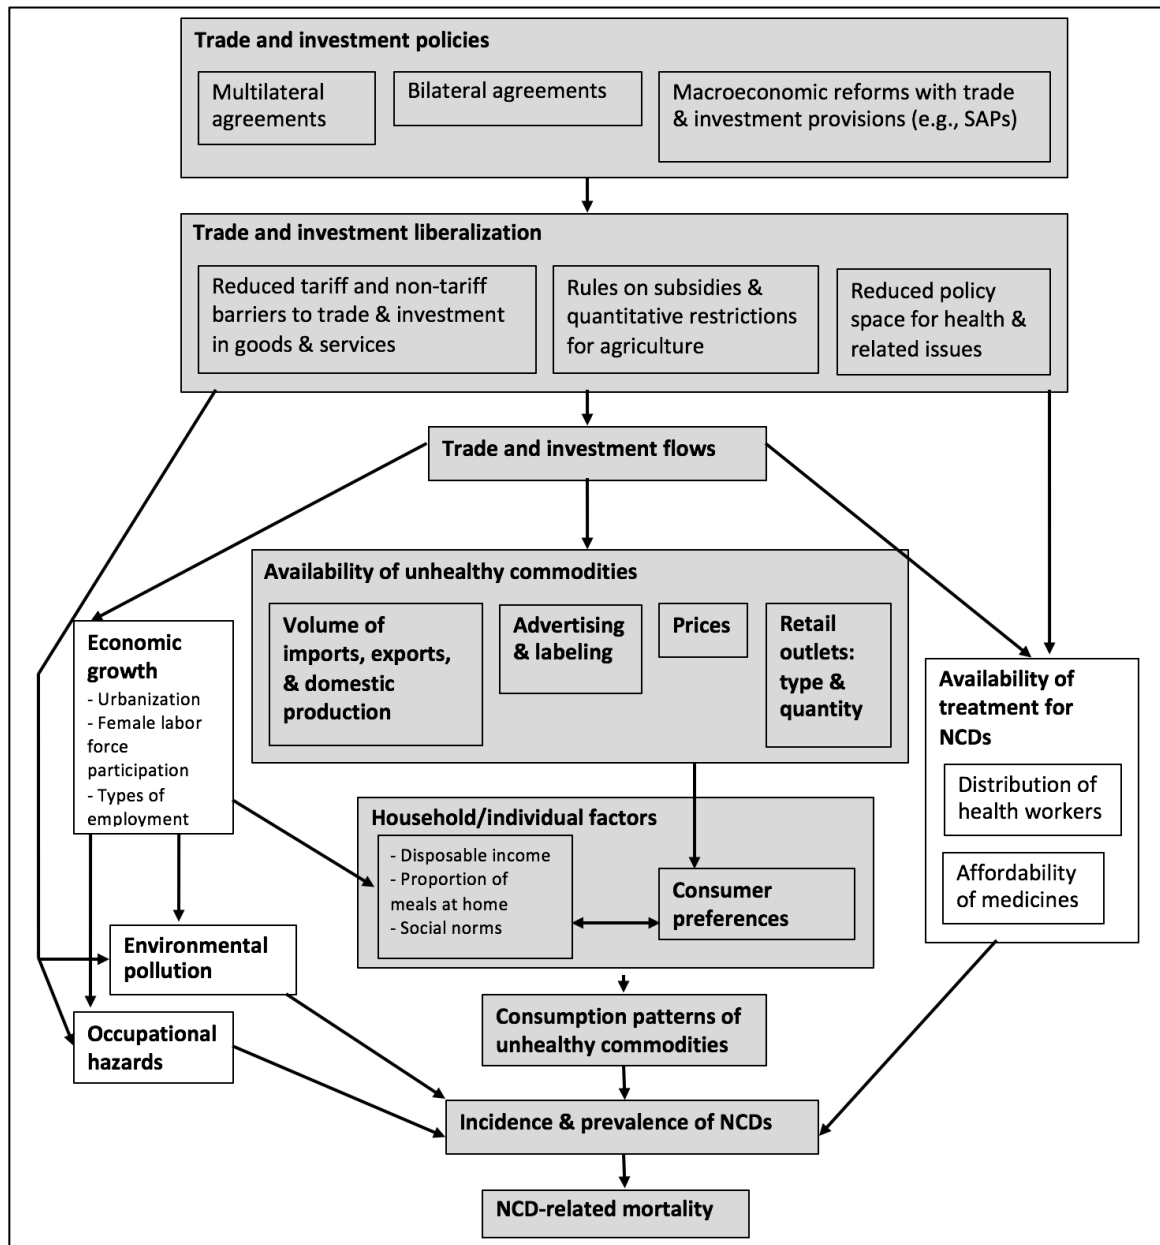 Trade and investment policies
Multilateral
agreements
Bilateral agreements
Macroeconomic reforms with trade
& investment provisions (e.g., SAPs)
Trade and investment liberalization
Reduced tariff and non-tariff
barriers to trade & investment
in goods & services
Rules on subsidies &
quantitative restrictions
for agriculture
Reduced policy
space for health &
related issues
Trade and investment flows
Availability of unhealthy commodities
Volume of
imports, exports,
& domestic
production
Advertising
& labeling
Prices
Retail
outlets:
type &
quantity
Economic
growth
- Urbanization
- Female labor
force
participation
- Types of
employment
Availability of
treatment for
NCDs
Distribution of
health workers
Affordability
of medicines
Household/individual factors
- Disposable income
- Proportion of
meals at home
- Social norms
Consumer
preferences
Environmental
pollution
Occupational
hazards
Consumption patterns of
unhealthy commodities
Incidence & prevalence of NCDs
NCD-related mortality